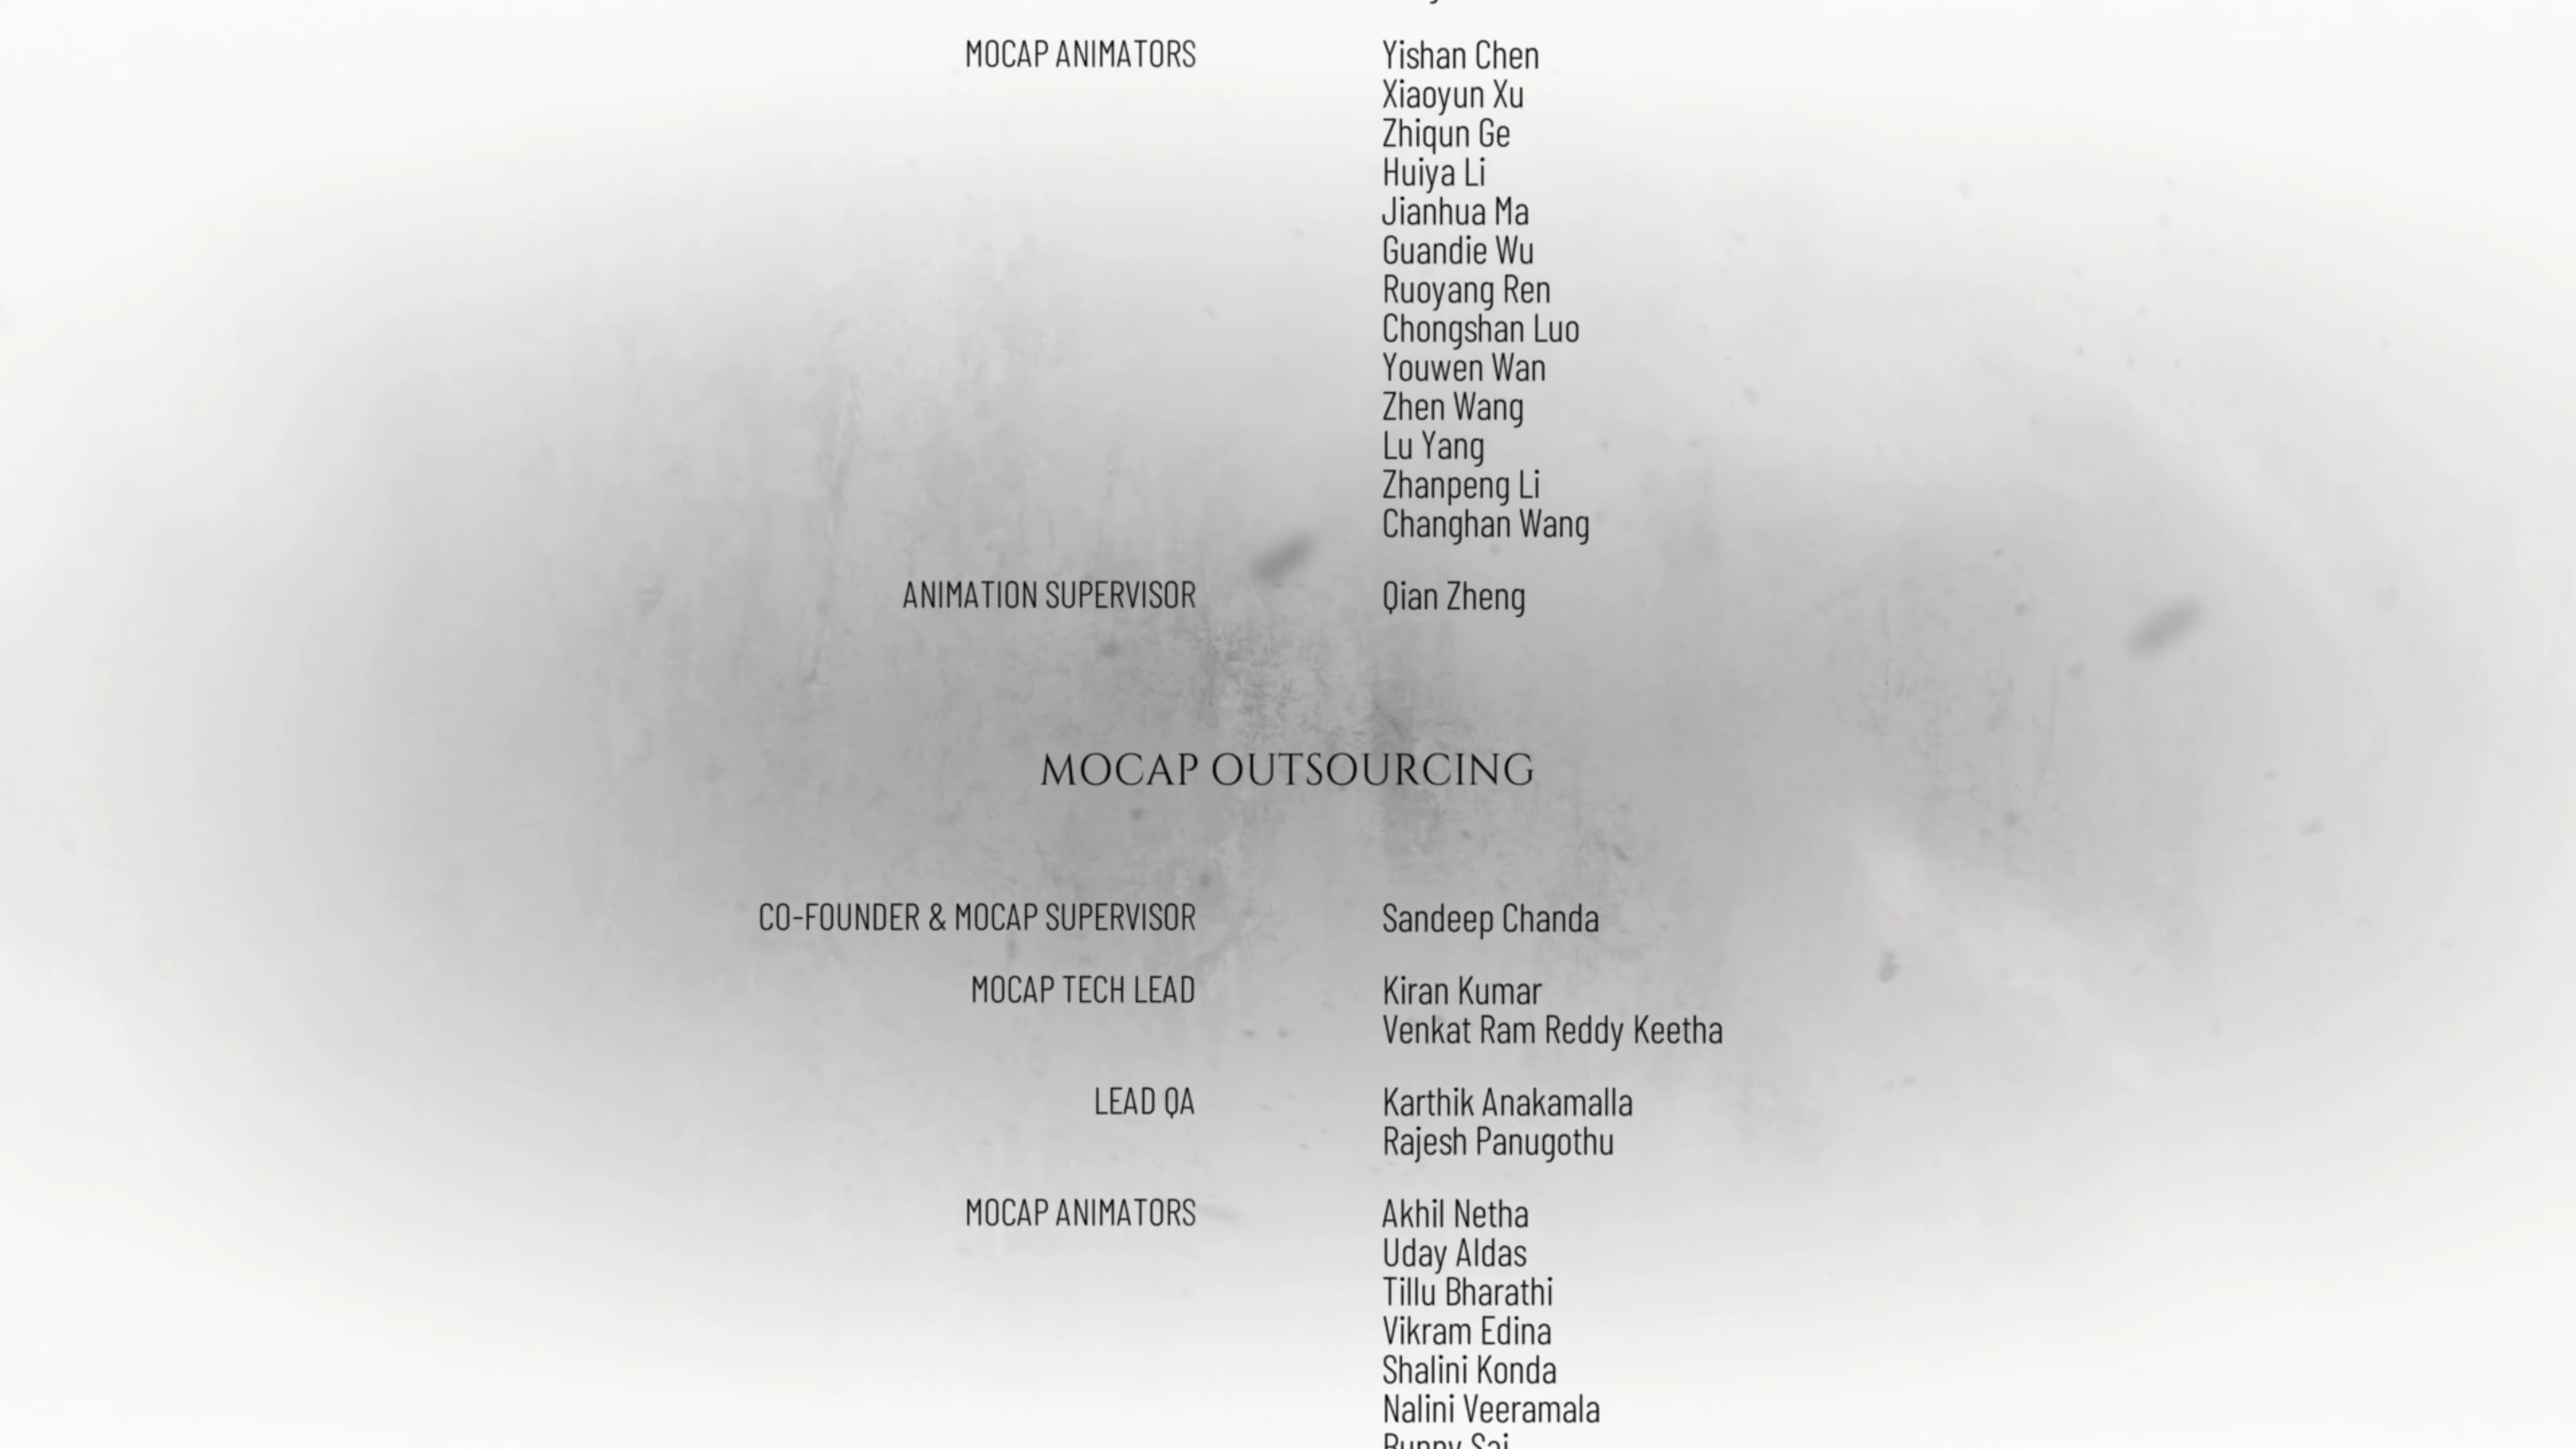 MOCAP ANIMATORS Yishan Chen
Xiaoyun Xu
Zhiqun Ge
Huiya Li
Jianhua Ma
Guandie Wu
Ruoyang Ren
Chongshan Luo
Youwen Wan
Zhen Wang
Lu Yang
Zhanpeng Li
Changhan Wang
ANIMATION SUPERVISOR Qian Zheng
MOCAP OUTSOURCING
CO-FOUNDER & MOCAP SUPERVISOR Sandeep Chanda
MOCAP TECH LEAD Kiran Kumar
Venkat Ram Reddy Keetha
LEAD QA Karthik Anakamalla
Rajesh Panugothu
MOCAP ANIMATORS Akhil Netha
Uday Aldas
Tillu Bharathi
Vikram Edina
Shalini Konda
Nalini Veeramala